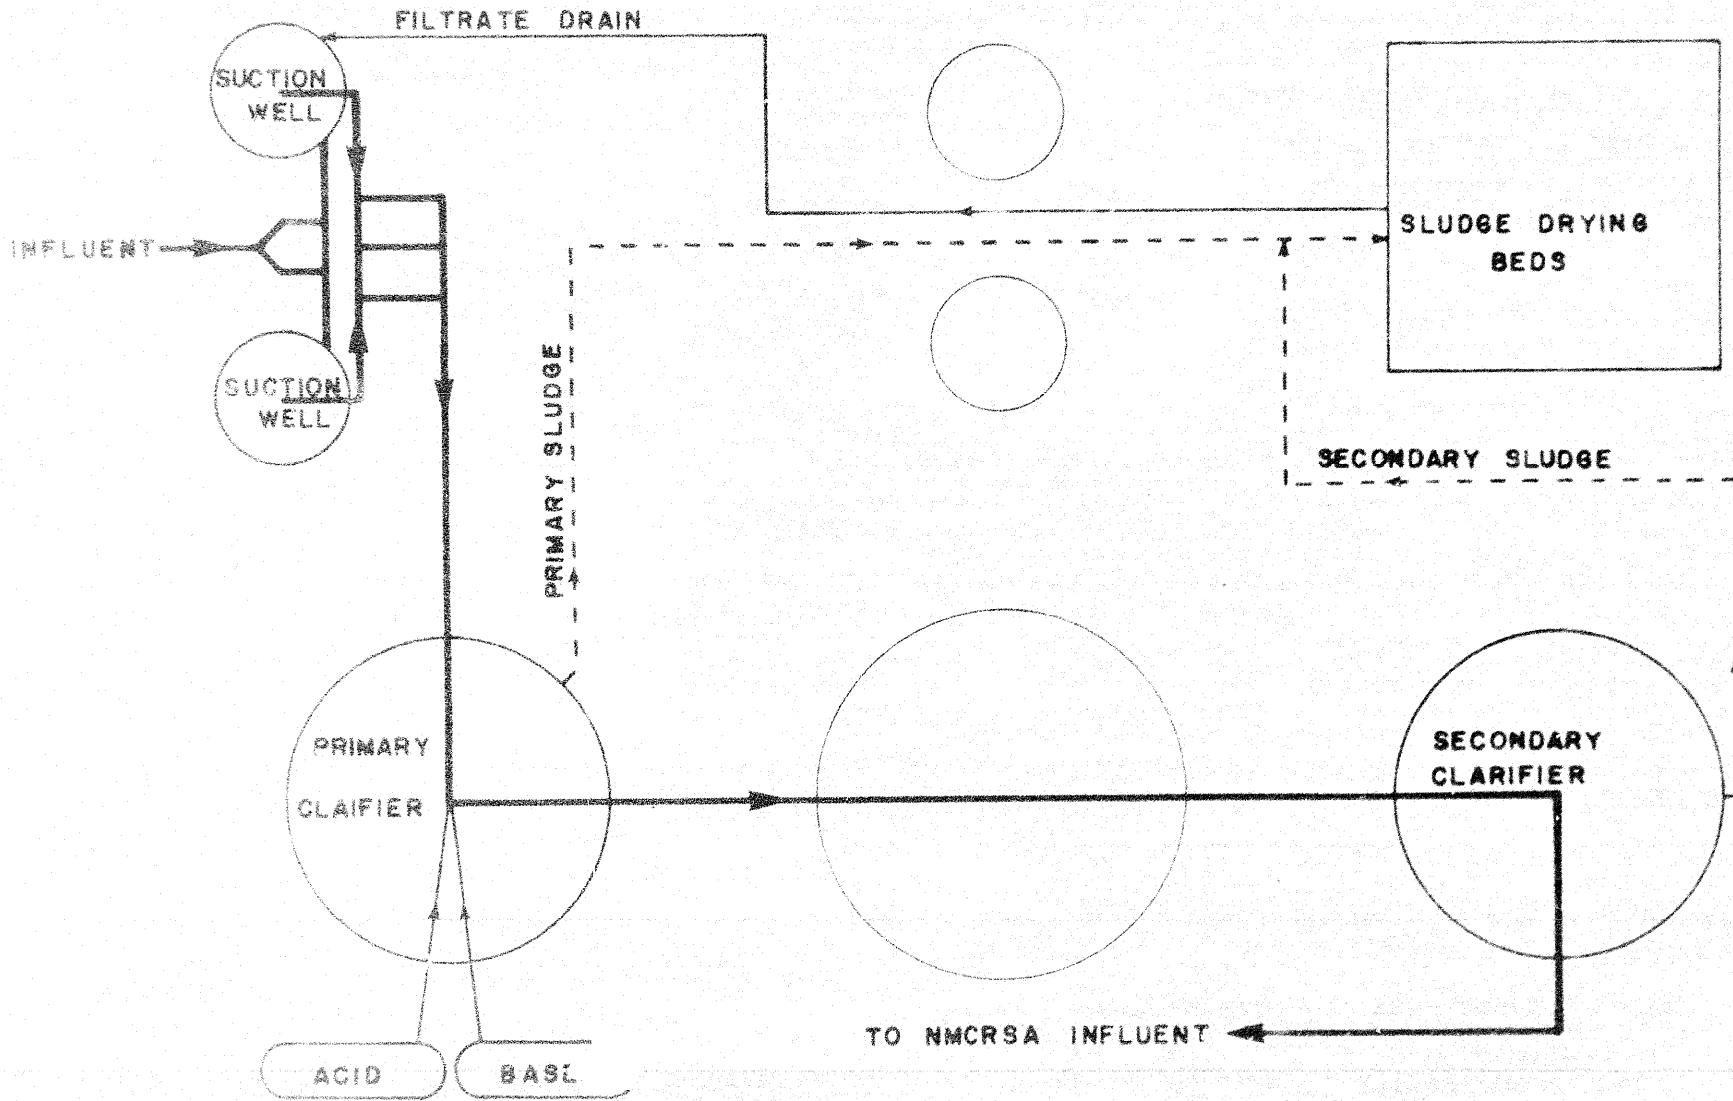 FILTRATE DRAIN
SUCTION
WELL
INFLUENT
SLUDGE DRYING
BEDS
SUCTION
WELL
PRIMARY SLUDGE
SECONDARY SLUDGE
PRIMARY
CLAIFIER
SECONDARY
CLARIFIER
TO NMCRSA INFLUENT
ACID
BASE